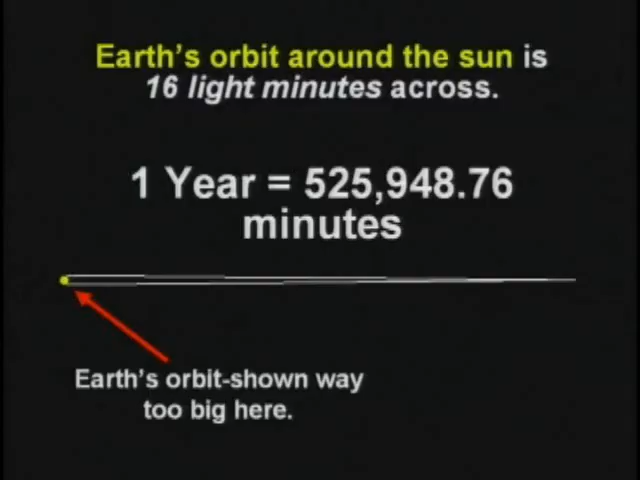 Earth's orbit around the sun is
16 light minutes across.
1 Year = 525,948.76
minutes
Earth's orbit-shown way
too big here.